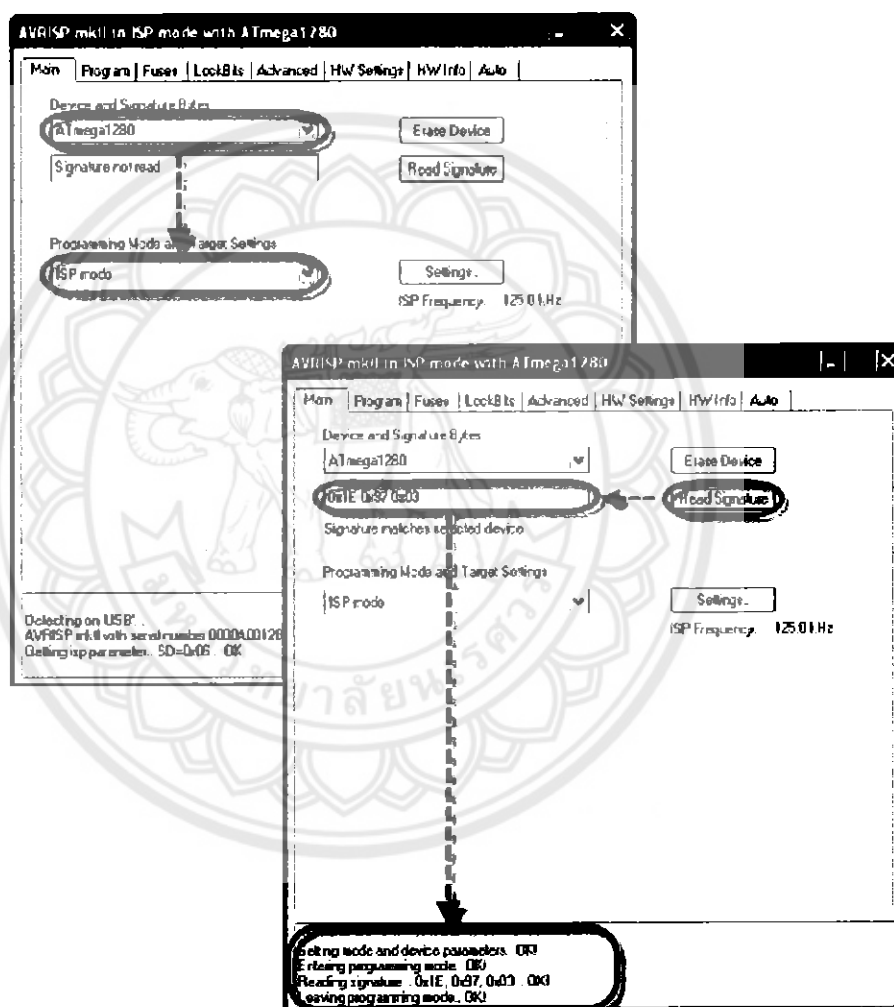 AVRISP mkII in ISP mode with ATmega1280
Main Program Fuses LockBits Advanced HW Settings HW Info Auto
Device and Signature Bytes
ATmega1280
Erase Device
Signature not read
Read Signature
Programming Mode and Target Settings
ISP mode
Settings..
ISP Frequency: 125.0 kHz
Detecting on USB'..
AVRISP mkII with serial number
Getting isp parameter.. SD=0x06 .. OK
AVRISP mkII in ISP mode with ATmega1280
Main Program Fuses LockBits Advanced HW Settings HW Info Auto
Device and Signature Bytes
ATmega1280
Erase Device
0x1E 0x97 0x03
Read Signature
Signature matches selected device
Programming Mode and Target Settings
ISP mode
Settings..
ISP Frequency: 125.0 kHz
Setting mode and device parameters.. OK!
Entering programming mode.. OK!
Reading signature .. 0x1E, 0x97, 0x03 .. OK!
Leaving programming mode.. OK!